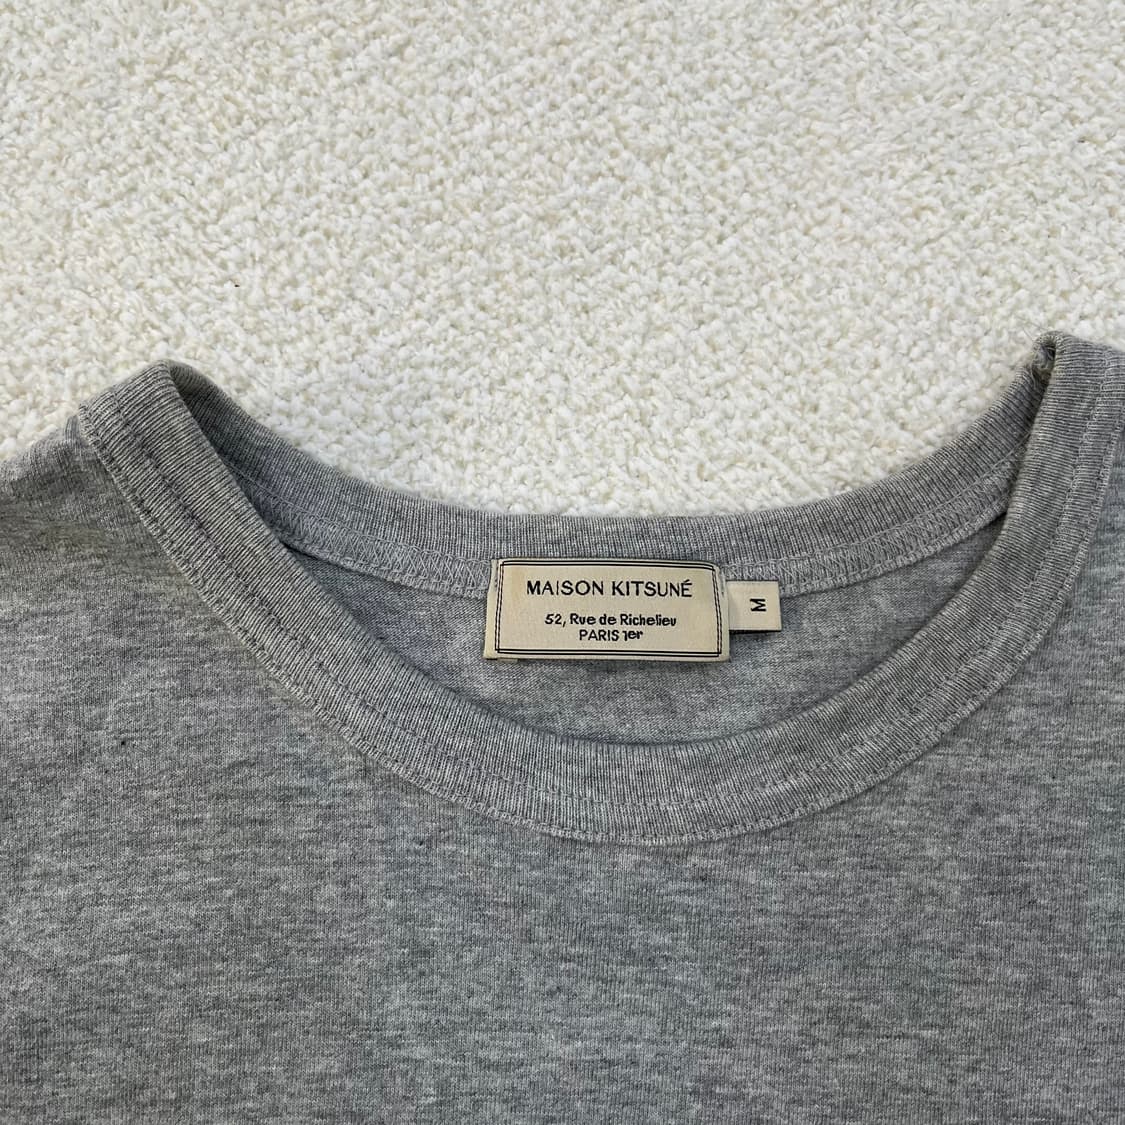 MAISON KITSUNÉ
52, Rue de Richelieu
PARIS 1er
M